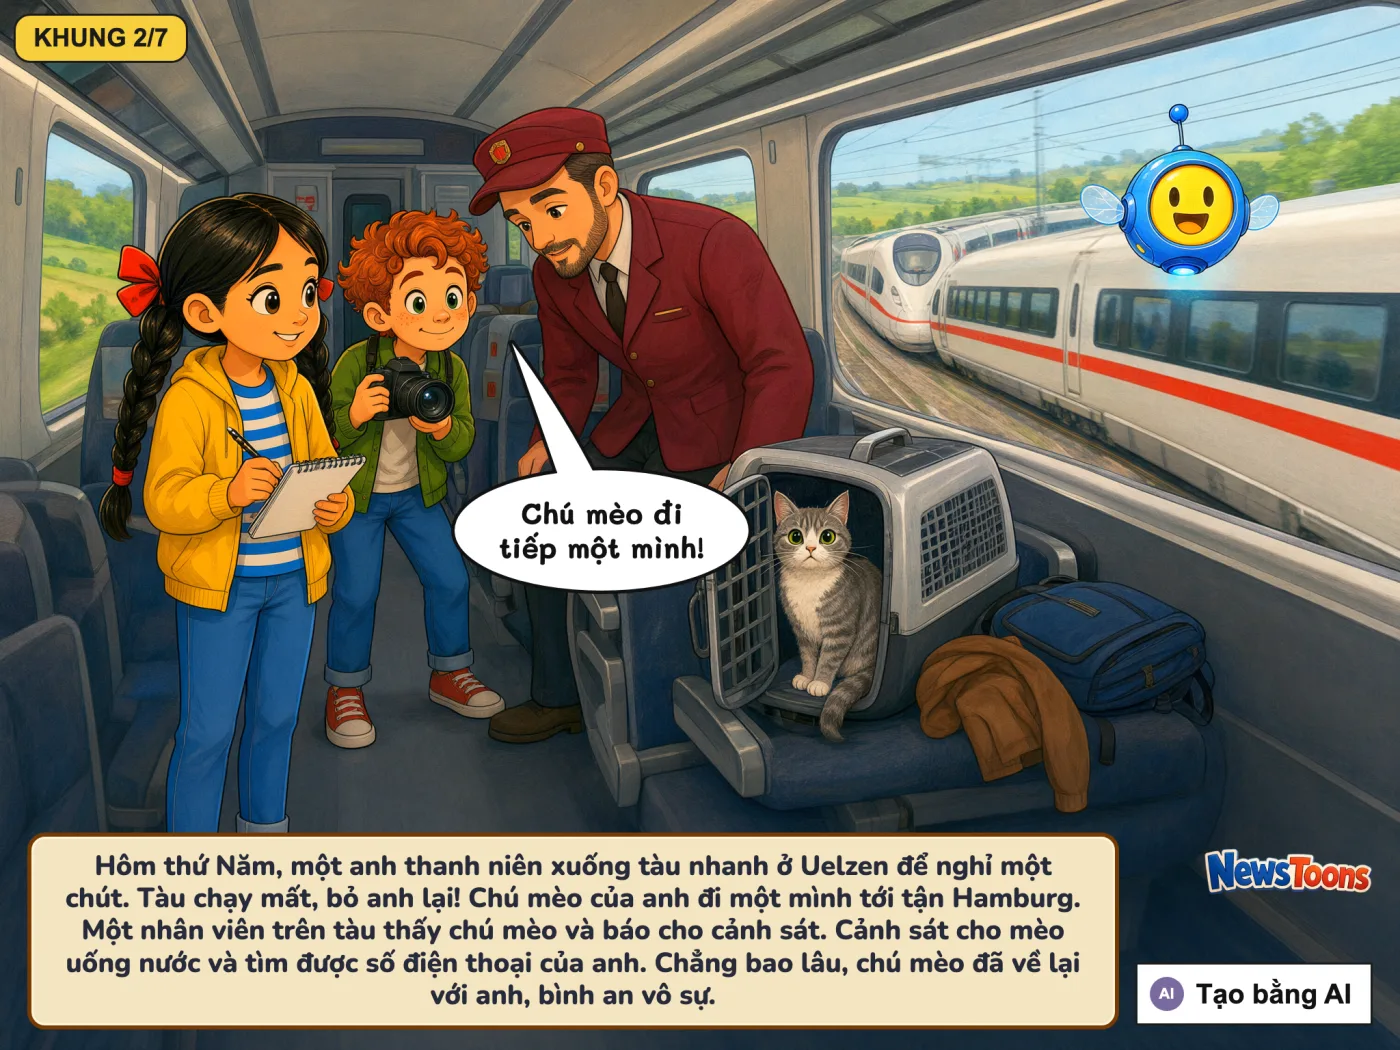 KHUNG 2/7
Chú mèo đi
tiếp một mình!
Hôm thứ Năm, một anh thanh niên xuống tàu nhanh ở Uelzen để nghỉ một
chút. Tàu chạy mất, bỏ anh lại! Chú mèo của anh đi một mình tới tận Hamburg.
Một nhân viên trên tàu thấy chú mèo và báo cho cảnh sát. Cảnh sát cho mèo
uống nước và tìm được số điện thoại của anh. Chẳng bao lâu, chú mèo đã về lại
với anh, bình an vô sự.
NewsToons
AI Tạo bằng AI